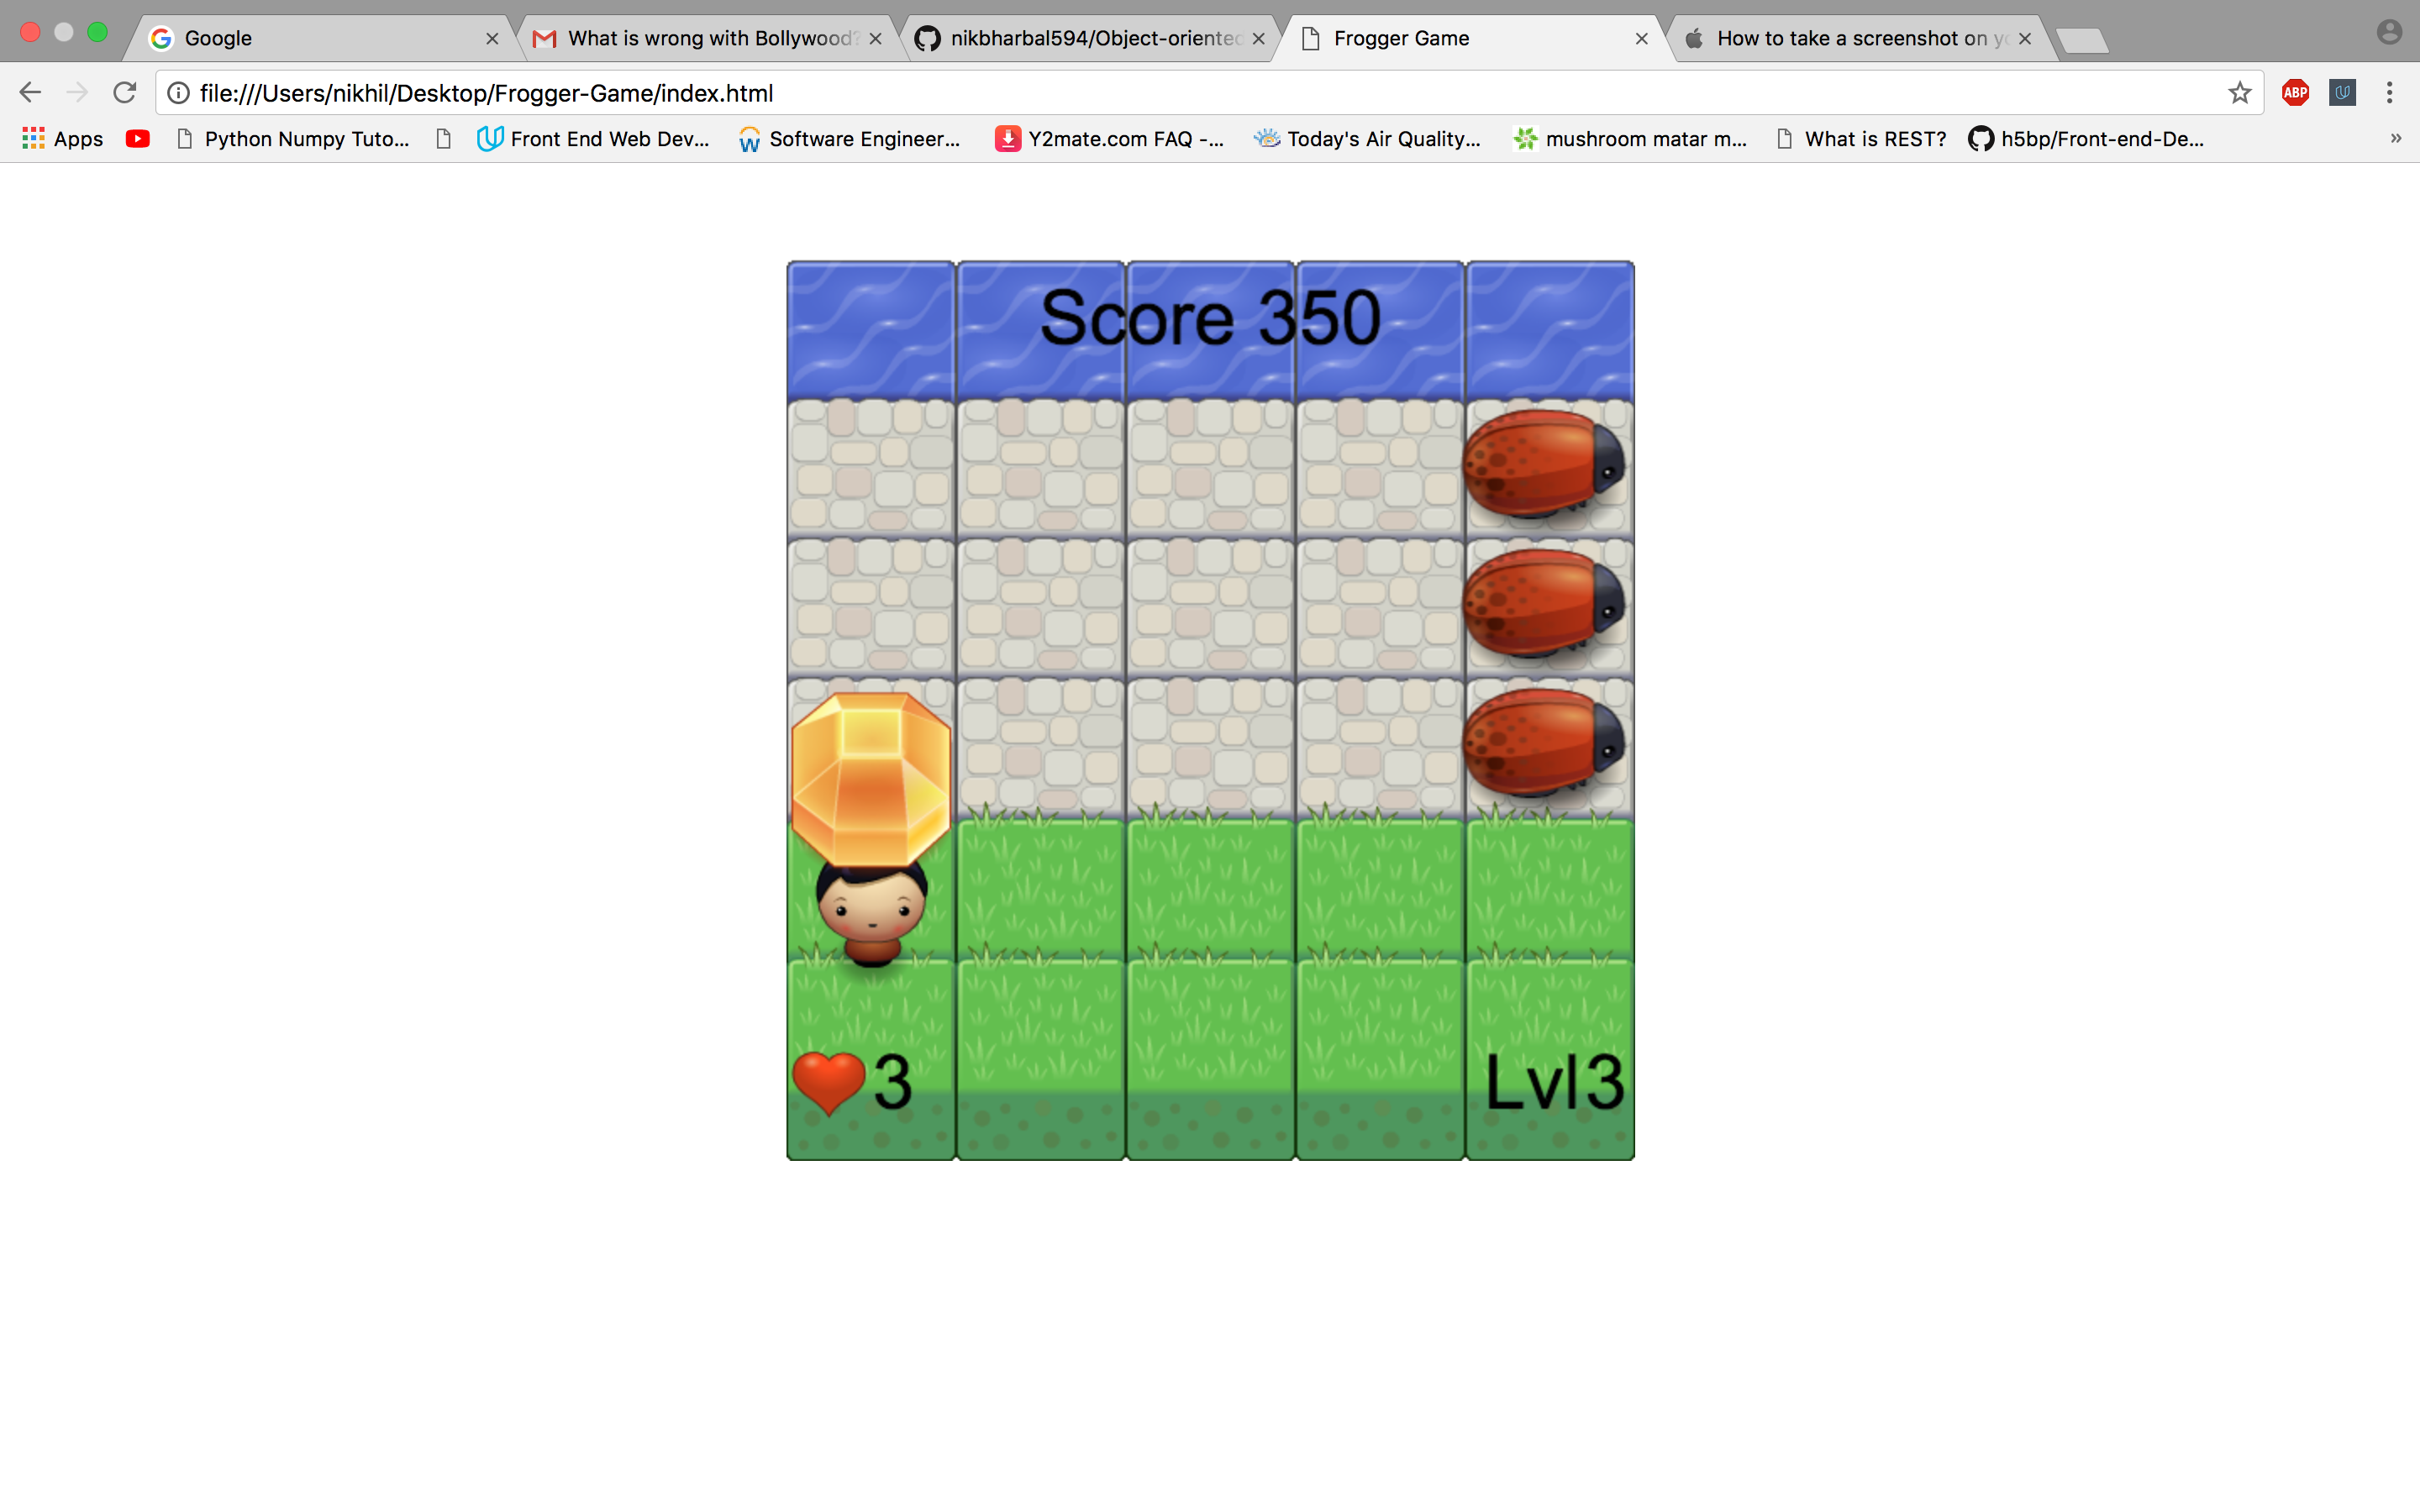 Google
What is wrong with Bollywood?
nikbharbal594/Object-oriented
Frogger Game
How to take a screenshot on yo
file:///Users/nikhil/Desktop/Frogger-Game/index.html
ABP
Apps
Python Numpy Tuto...
Front End Web Dev...
Software Engineer...
Y2mate.com FAQ -...
Today's Air Quality...
mushroom matar m...
What is REST?
h5bp/Front-end-De...
»
Score 350
3
Lvl3